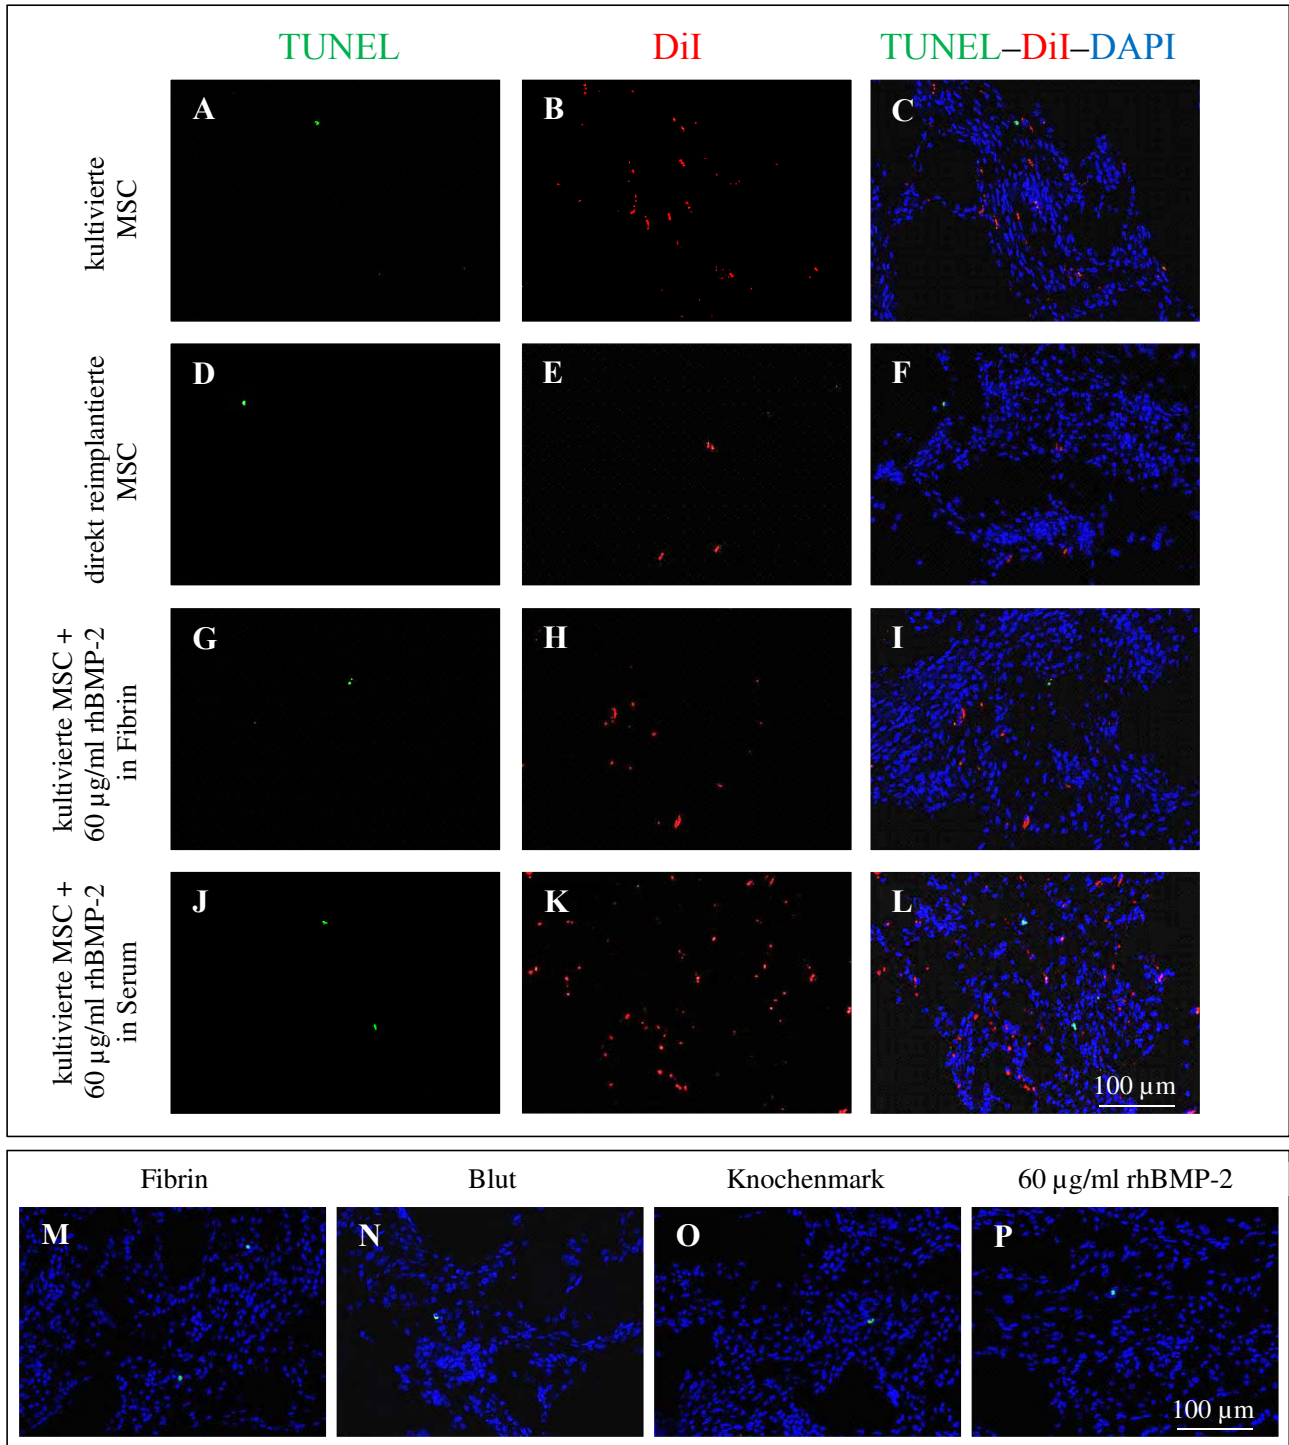 TUNEL
DiI
TUNEL–DiI–DAPI
kultivierte
MSC
A
B
C
direkt reimplantierte
MSC
D
E
F
kultivierte MSC +
60 µg/ml rhBMP-2
in Fibrin
G
H
I
kultivierte MSC +
60 µg/ml rhBMP-2
in Serum
J
K
L
100 µm
Fibrin
Blut
Knochenmark
60 µg/ml rhBMP-2
M
N
O
P
100 µm